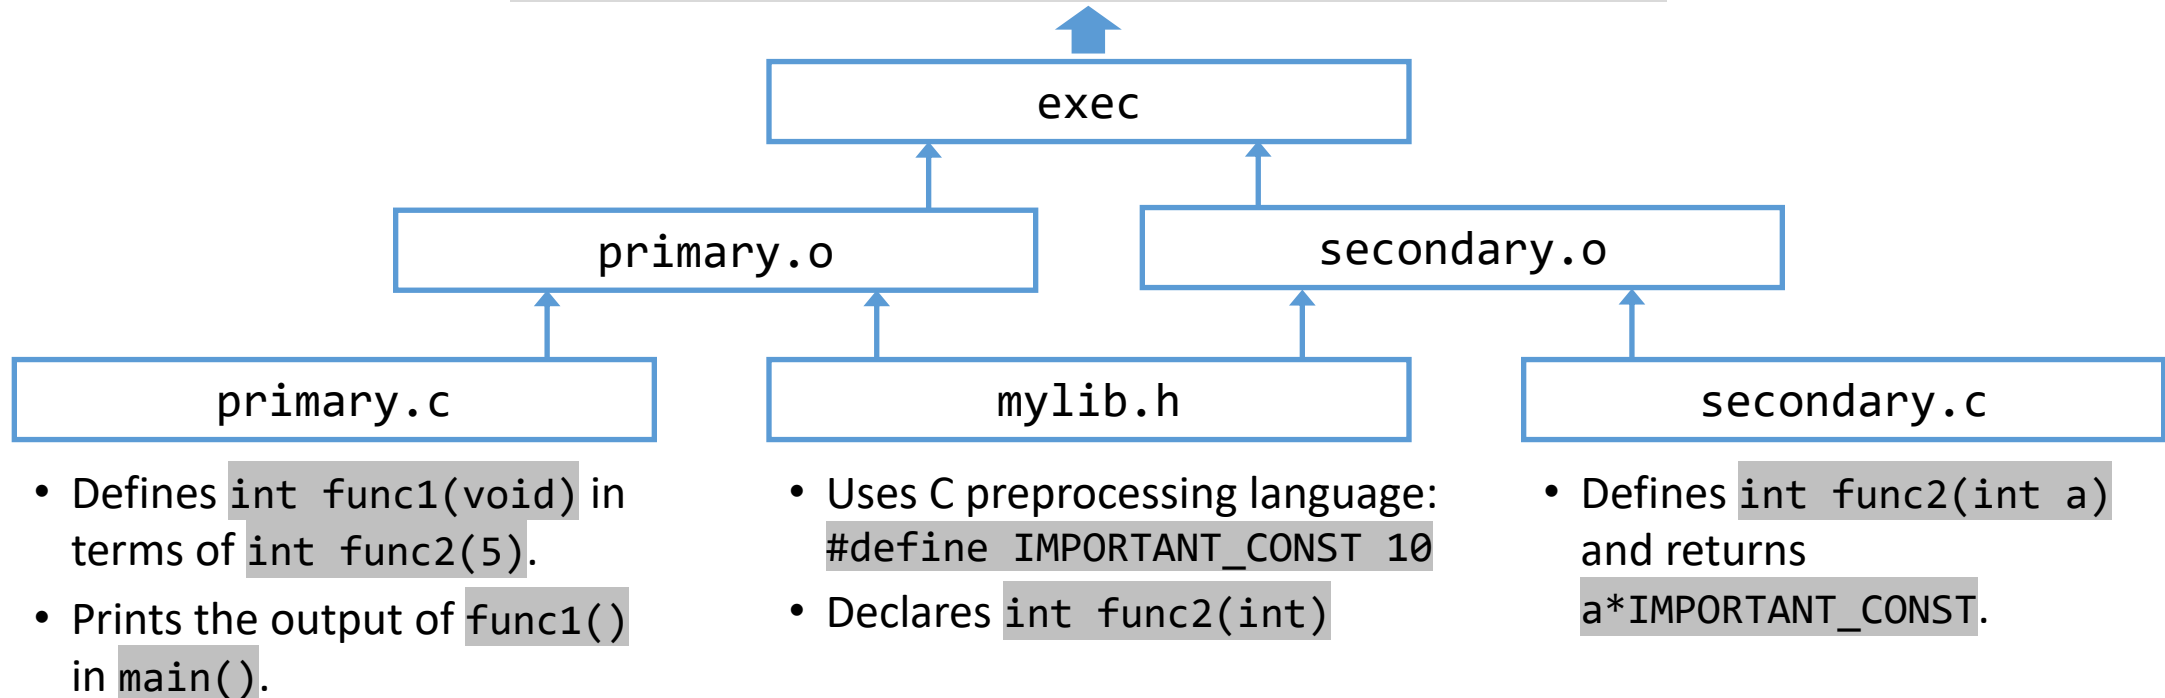 exec
primary.o
secondary.o
primary.c
mylib.h
secondary.c
• Defines int func1(void) in
terms of int func2(5).
• Prints the output of func1()
in main().
• Uses C preprocessing language:
#define IMPORTANT_CONST 10
• Declares int func2(int)
• Defines int func2(int a)
and returns
a*IMPORTANT_CONST.